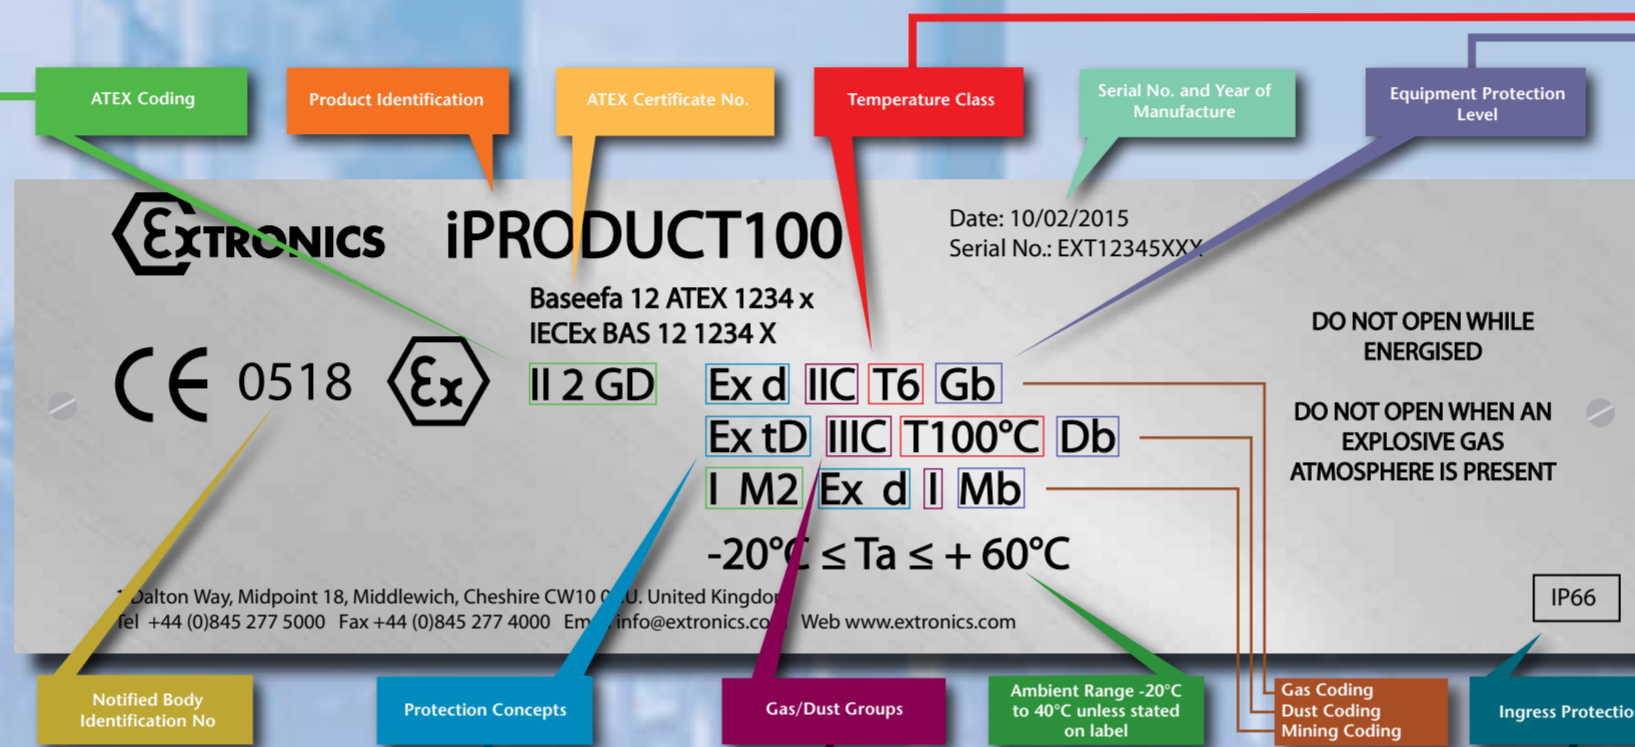 ATEX Coding
Product Identification
ATEX Certificate No.
Temperature Class
Serial No. and Year of
Manufacture
Equipment Protection
Level
EXTRONICS
iPRODUCT100
Date: 10/02/2015
Serial No.: EXT12345XXX
Baseefa 12 ATEX 1234 x
IECEx BAS 12 1234 X
CE 0518 Ex II 2 GD Ex d IIC T6 Gb
Ex tD IIIC T100°C Db
I M2 Ex d I Mb
-20°C ≤ Ta ≤ + 60°C
DO NOT OPEN WHILE
ENERGISED
DO NOT OPEN WHEN AN
EXPLOSIVE GAS
ATMOSPHERE IS PRESENT
Dalton Way, Midpoint 18, Middlewich, Cheshire CW10 United
Tel +44 (0)845 277 5000 Fax +44 (0)845 277 4000 Web www.extronics.com
IP66
Notified Body
Identification No
Protection Concepts
Gas/Dust Groups
Ambient Range -20°C
to 40°C unless stated
on label
Gas Coding
Dust Coding
Mining Coding
Ingress